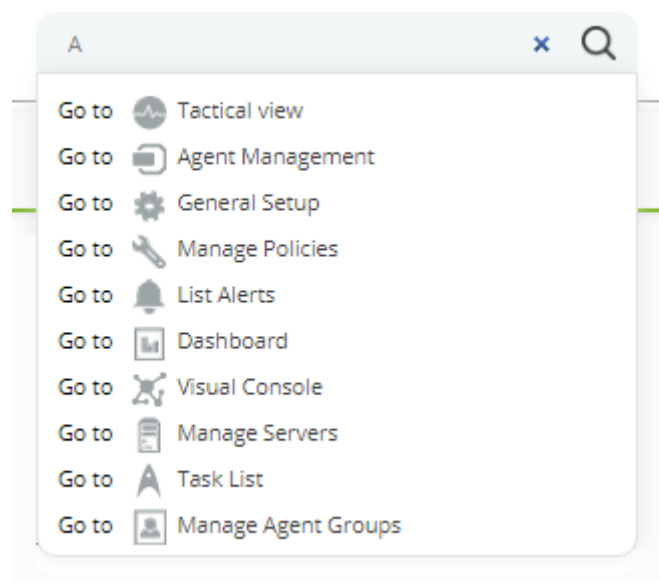 A
Go to Tactical view
Go to Agent Management
Go to General Setup
Go to Manage Policies
Go to List Alerts
Go to Dashboard
Go to Visual Console
Go to Manage Servers
Go to Task List
Go to Manage Agent Groups